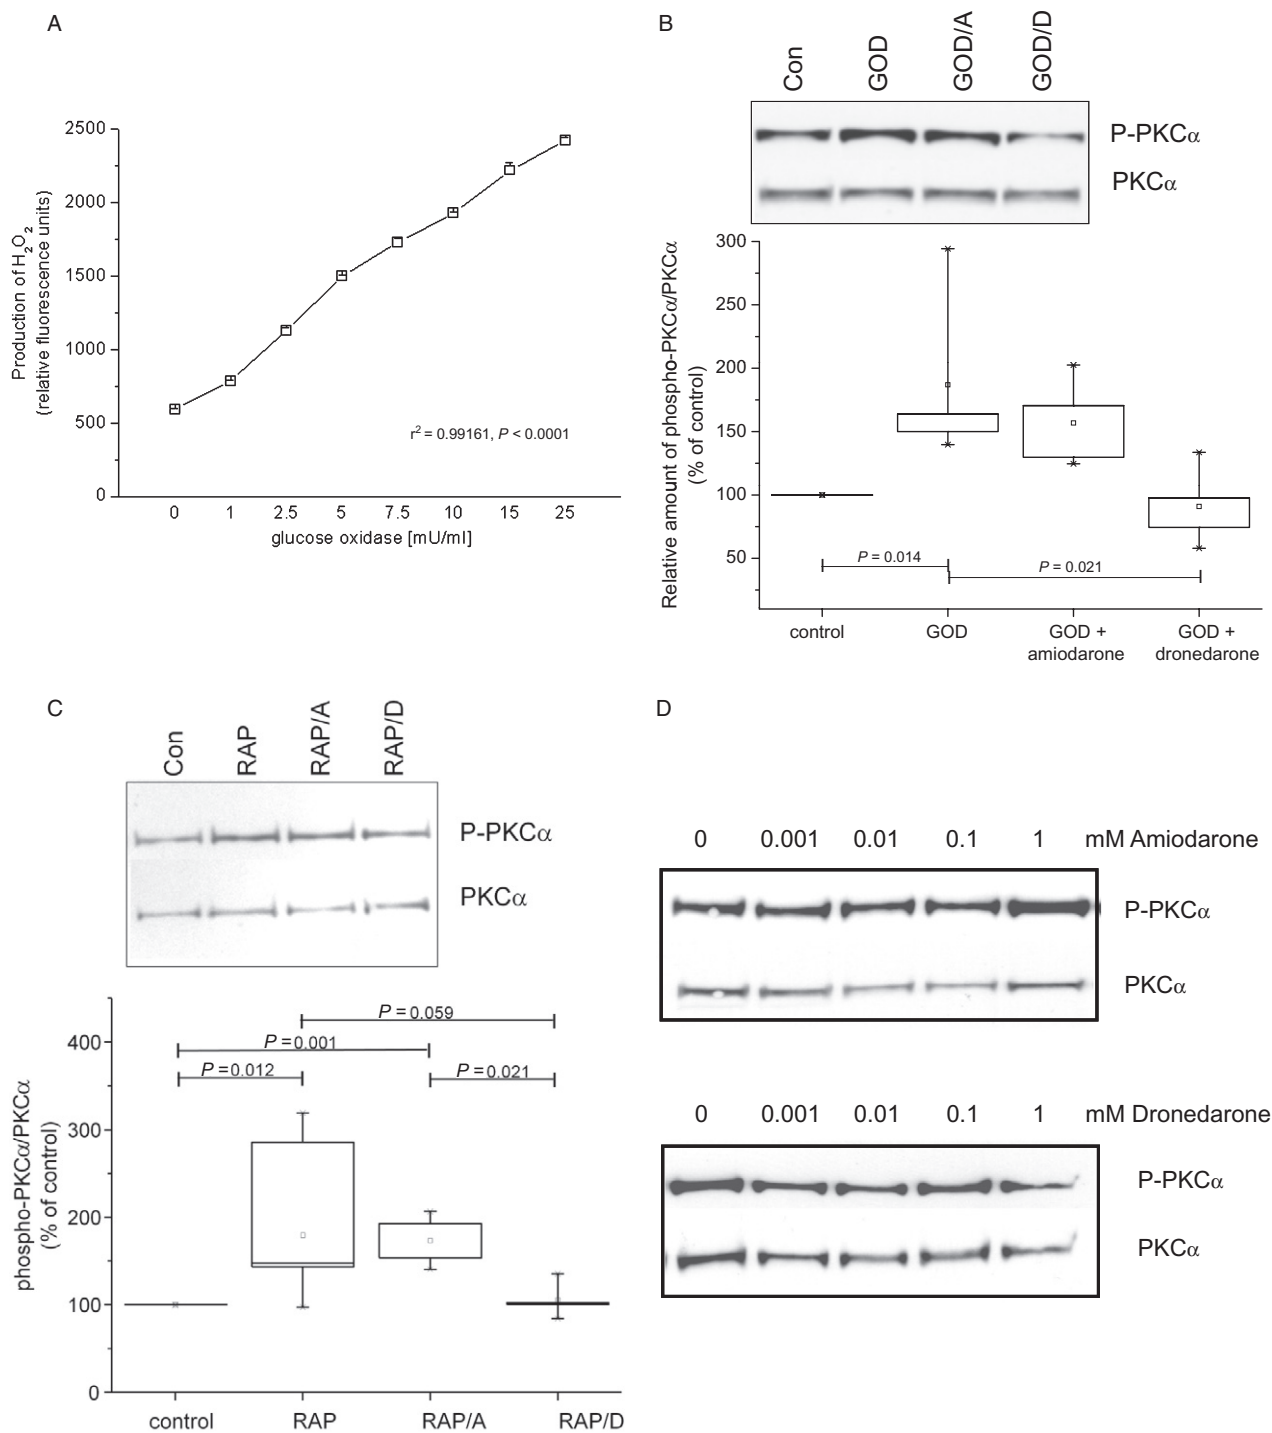 A
2500
2000
1500
1000
500
0
Production of H2O2
(relative fluorescence units)
r2 = 0.99161, P < 0.0001
0 1 2.5 5 7.5 10 15 25
glucose oxidase [mU/ml]
B
Con GOD GOD/A GOD/D
P-PKCα
PKCα
300
250
200
150
100
50
Relative amount of phospho-PKCα/PKCα
(% of control)
P = 0.014
P = 0.021
control GOD GOD + amiodarone GOD + dronedarone
C
Con RAP RAP/A RAP/D
P-PKCα
PKCα
P = 0.059
P = 0.001
P = 0.012
P = 0.021
400
300
200
100
0
phospho-PKCα/PKCα
(% of control)
control RAP RAP/A RAP/D
D
0 0.001 0.01 0.1 1 mM Amiodarone
P-PKCα
PKCα
0 0.001 0.01 0.1 1 mM Dronedarone
P-PKCα
PKCα